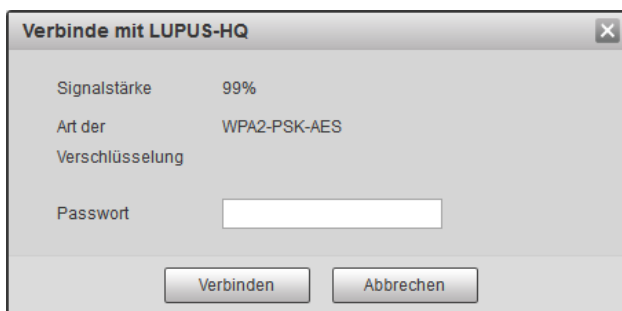 Verbinde mit LUPUS-HQ
Signalstärke 99%
Art der WPA2-PSK-AES
Verschlüsselung
Passwort
Verbinden Abbrechen